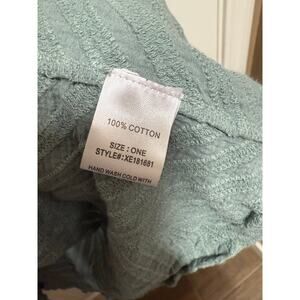 100% COTTON
SIZE : ONE
STYLE#:XE181681
HAND WASH COLD WITH